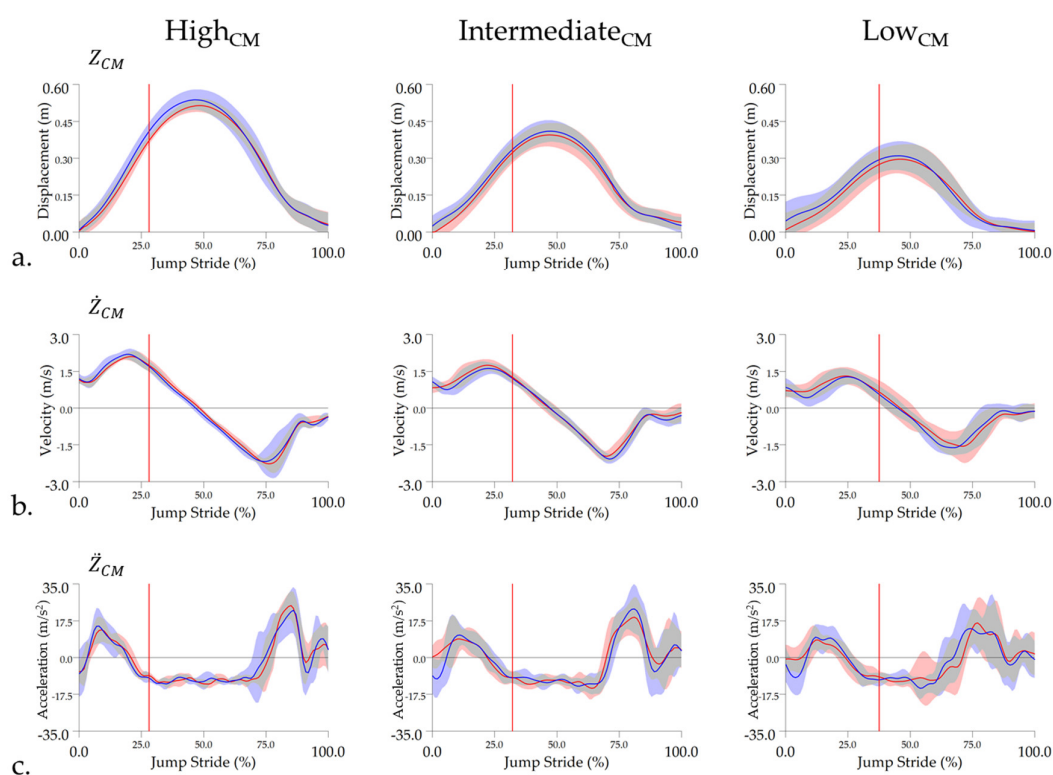 High_CM Intermediate_CM Low_CM
Z_CM
0.60 0.60 0.60
0.45 0.45 0.45
0.30 0.30 0.30
0.15 0.15 0.15
0.00 0.00 0.00
Displacement (m) Displacement (m) Displacement (m)
0.0 25.0 50.0 75.0 100.0 0.0 25.0 50.0 75.0 100.0 0.0 25.0 50.0 75.0 100.0
a. Jump Stride (%) Jump Stride (%) Jump Stride (%)
Ż_CM
3.0 3.0 3.0
1.5 1.5 1.5
0.0 0.0 0.0
-1.5 -1.5 -1.5
-3.0 -3.0 -3.0
Velocity (m/s) Velocity (m/s) Velocity (m/s)
0.0 25.0 50.0 75.0 100.0 0.0 25.0 50.0 75.0 100.0 0.0 25.0 50.0 75.0 100.0
b. Jump Stride (%) Jump Stride (%) Jump Stride (%)
Z̈_CM
35.0 35.0 35.0
17.5 17.5 17.5
0.0 0.0 0.0
-17.5 -17.5 -17.5
-35.0 -35.0 -35.0
Acceleration (m/s²) Acceleration (m/s²) Acceleration (m/s²)
0.0 25.0 50.0 75.0 100.0 0.0 25.0 50.0 75.0 100.0 0.0 25.0 50.0 75.0 100.0
c. Jump Stride (%) Jump Stride (%) Jump Stride (%)